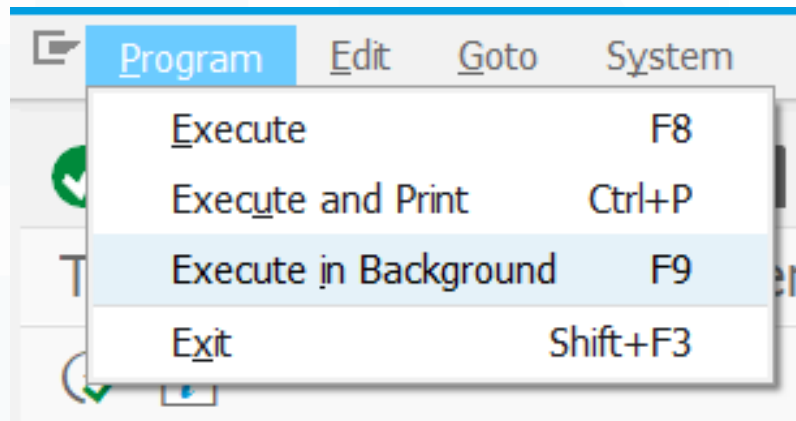 Program Edit Goto System
Execute F8
Execute and Print Ctrl+P
Execute in Background F9
Exit Shift+F3